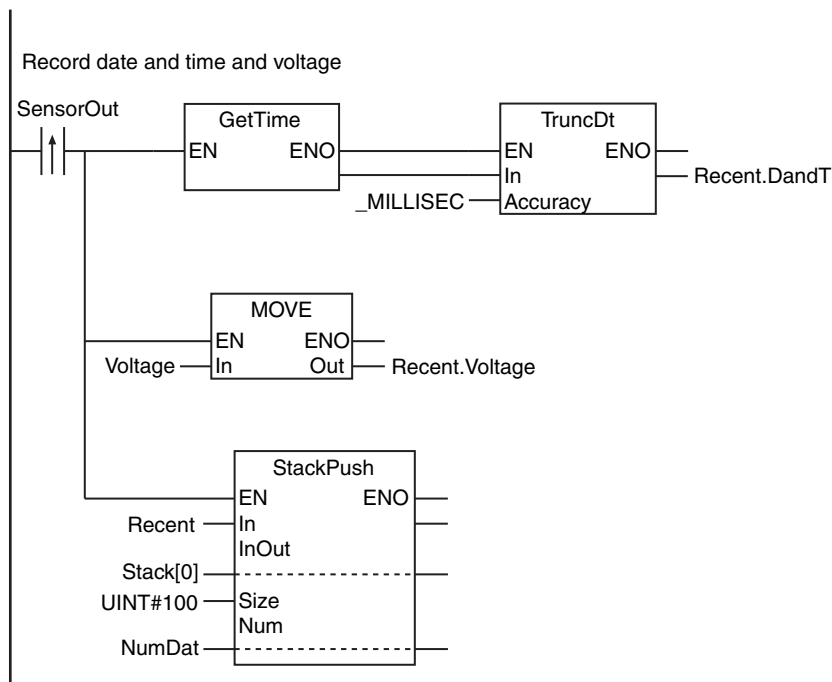 Record date and time and voltage
SensorOut
GetTime
EN ENO
TruncDt
EN ENO
In
Recent.DandT
_MILLISEC Accuracy
MOVE
EN ENO
Voltage In Out Recent.Voltage
StackPush
EN ENO
Recent In
InOut
Stack[0]
UINT#100 Size
Num
NumDat